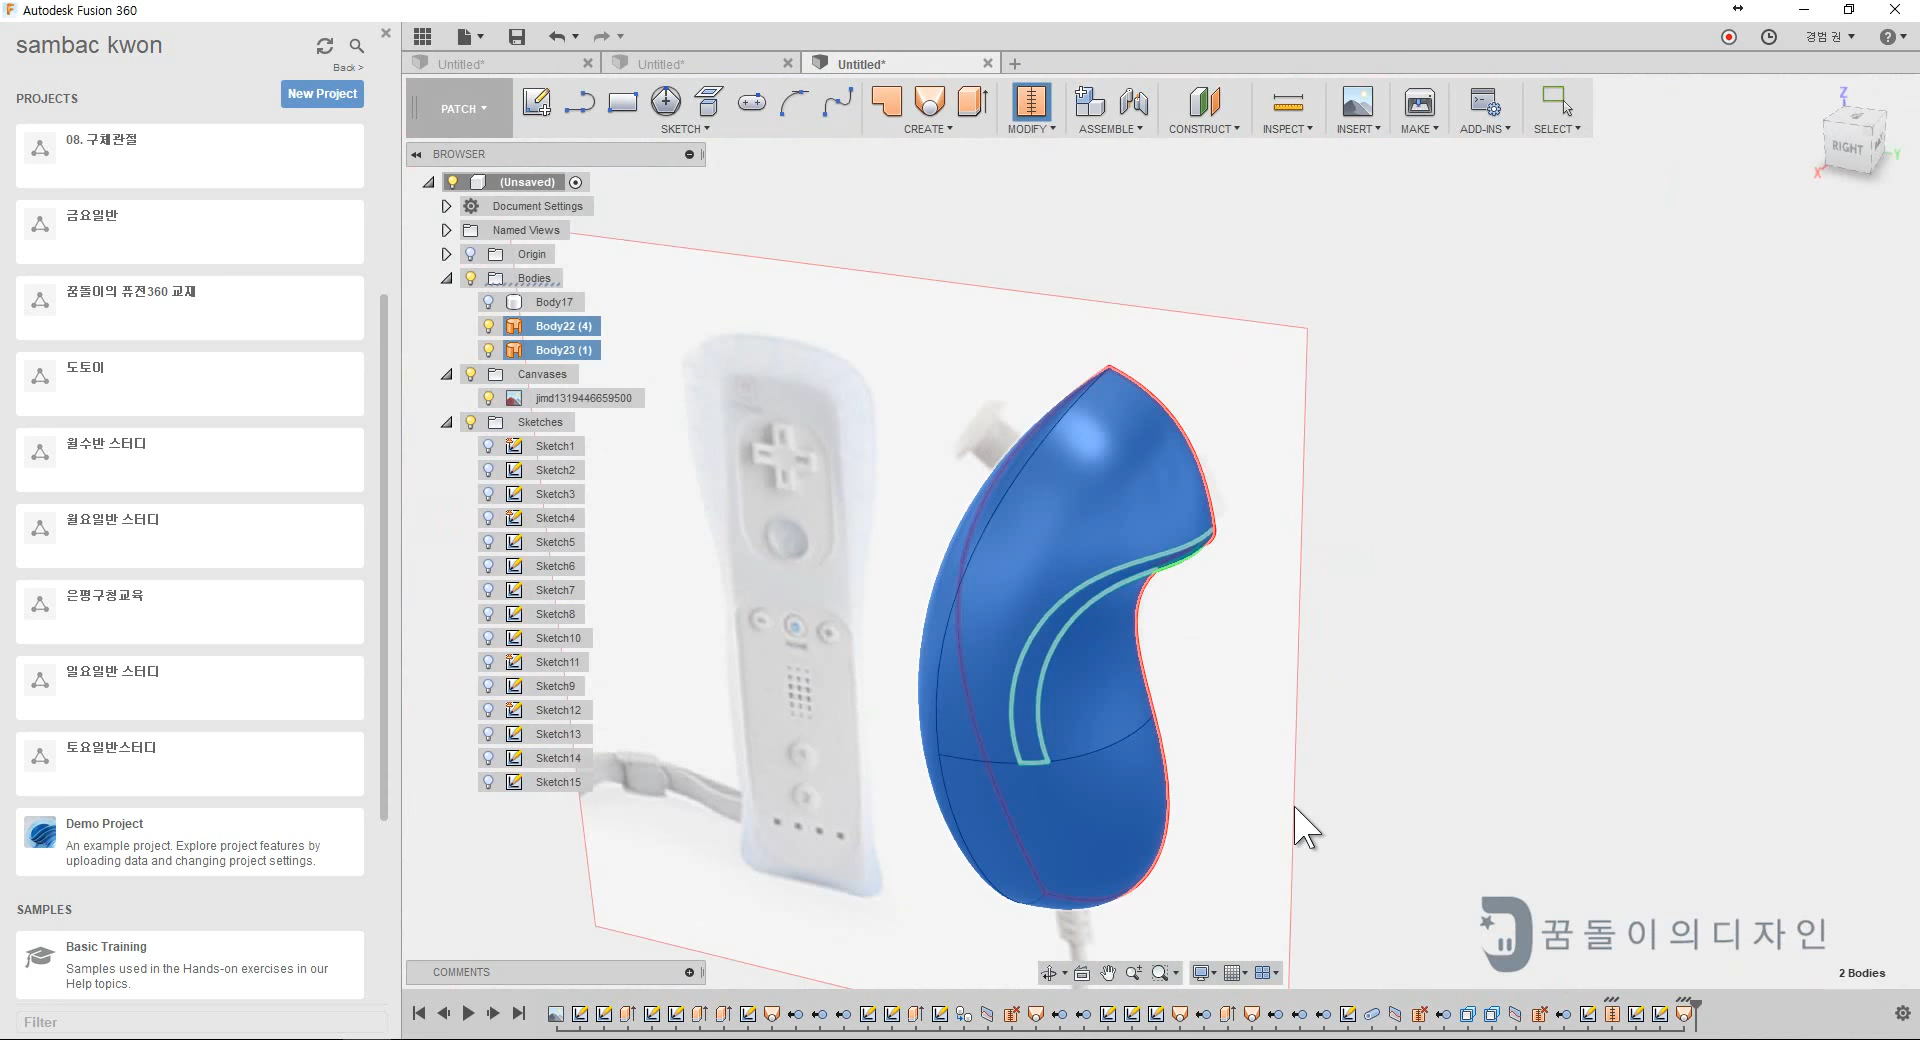 Autodesk Fusion 360
sambac kwon
Back >
PROJECTS
New Project
08. 구체관절
금요일반
꿈돌이의 퓨전360 교재
도토이
월수반 스터디
월요일반 스터디
은평구청교육
일요일반 스터디
토요일반스터디
Demo Project
An example project. Explore project features by
uploading data and changing project settings.
SAMPLES
Basic Training
Samples used in the Hands-on exercises in our
Help topics.
Filter
경범 권
Untitled*
Untitled*
Untitled*
PATCH
SKETCH
CREATE
MODIFY
ASSEMBLE
CONSTRUCT
INSPECT
INSERT
MAKE
ADD-INS
SELECT
BROWSER
(Unsaved)
Document Settings
Named Views
Origin
Bodies
Body17
Body22 (4)
Body23 (1)
Canvases
jimd1319446659500
Sketches
Sketch1
Sketch2
Sketch3
Sketch4
Sketch5
Sketch6
Sketch7
Sketch8
Sketch10
Sketch11
Sketch9
Sketch12
Sketch13
Sketch14
Sketch15
Z
RIGHT
X
Y
HOME
꿈돌이의디자인
2 Bodies
COMMENTS